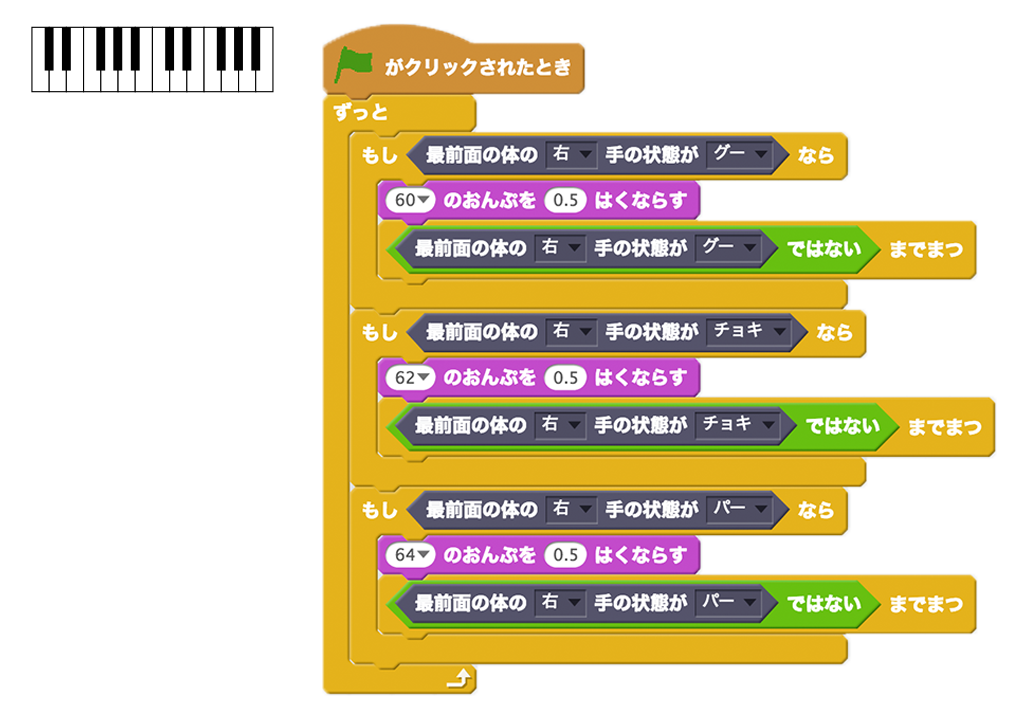 がクリックされたとき
ずっと
もし 最前面の体の 右 手の状態が グー なら
60 のおんぷを 0.5 はくならす
最前面の体の 右 手の状態が グー ではない までまつ
もし 最前面の体の 右 手の状態が チョキ なら
62 のおんぷを 0.5 はくならす
最前面の体の 右 手の状態が チョキ ではない までまつ
もし 最前面の体の 右 手の状態が パー なら
64 のおんぷを 0.5 はくならす
最前面の体の 右 手の状態が パー ではない までまつ